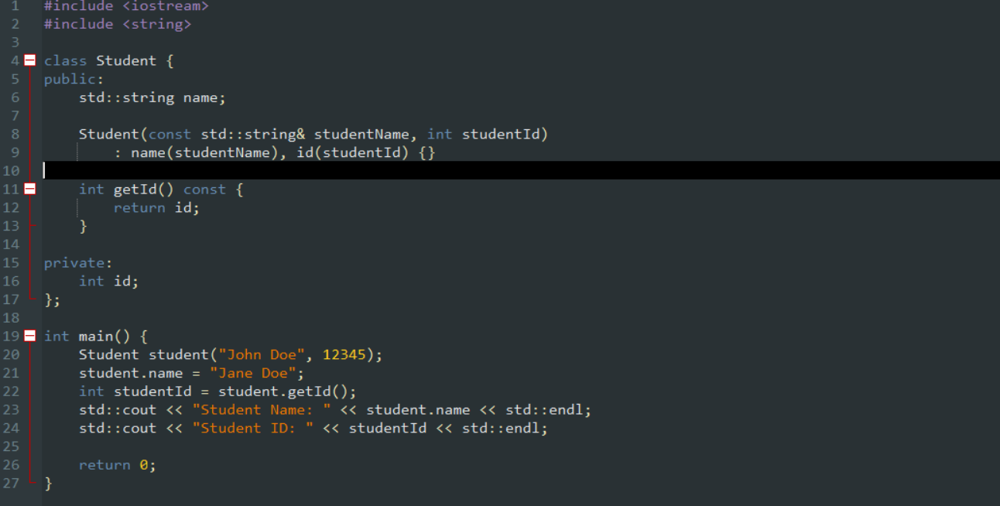 1 #include <iostream>
2 #include <string>
3
4 class Student {
5 public:
6     std::string name;
7
8     Student(const std::string& studentName, int studentId)
9         : name(studentName), id(studentId) {}
10
11     int getId() const {
12         return id;
13     }
14
15 private:
16     int id;
17 };
18
19 int main() {
20     Student student("John Doe", 12345);
21     student.name = "Jane Doe";
22     int studentId = student.getId();
23     std::cout << "Student Name: " << student.name << std::endl;
24     std::cout << "Student ID: " << studentId << std::endl;
25
26     return 0;
27 }